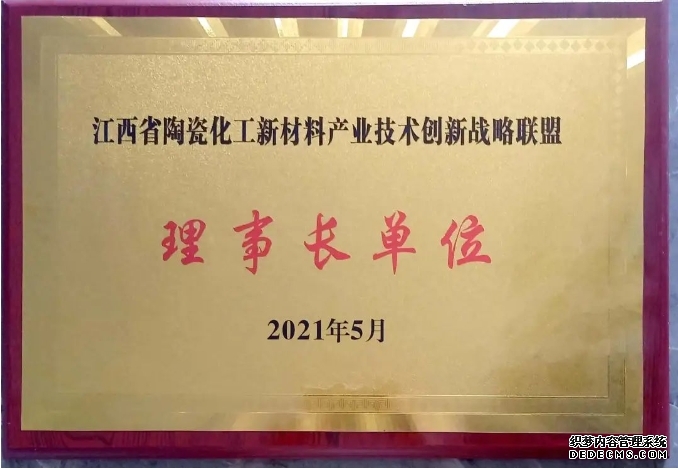 江西省陶瓷化工新材料产业技术创新战略联盟
理事长单位
2021年5月
织梦内容管理系统
DEDECMS.COM